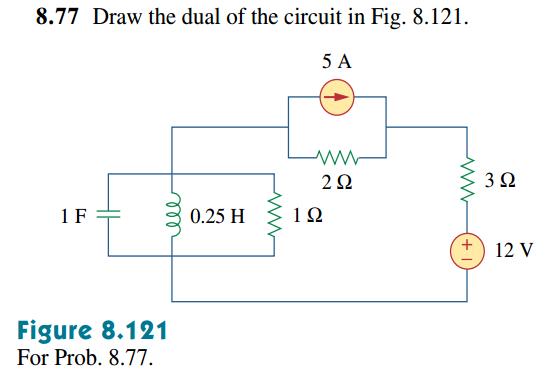 8.77 Draw the dual of the circuit in Fig. 8.121.
5 A
2 Ω
3 Ω
1 F
0.25 H
1 Ω
+
12 V
Figure 8.121
For Prob. 8.77.